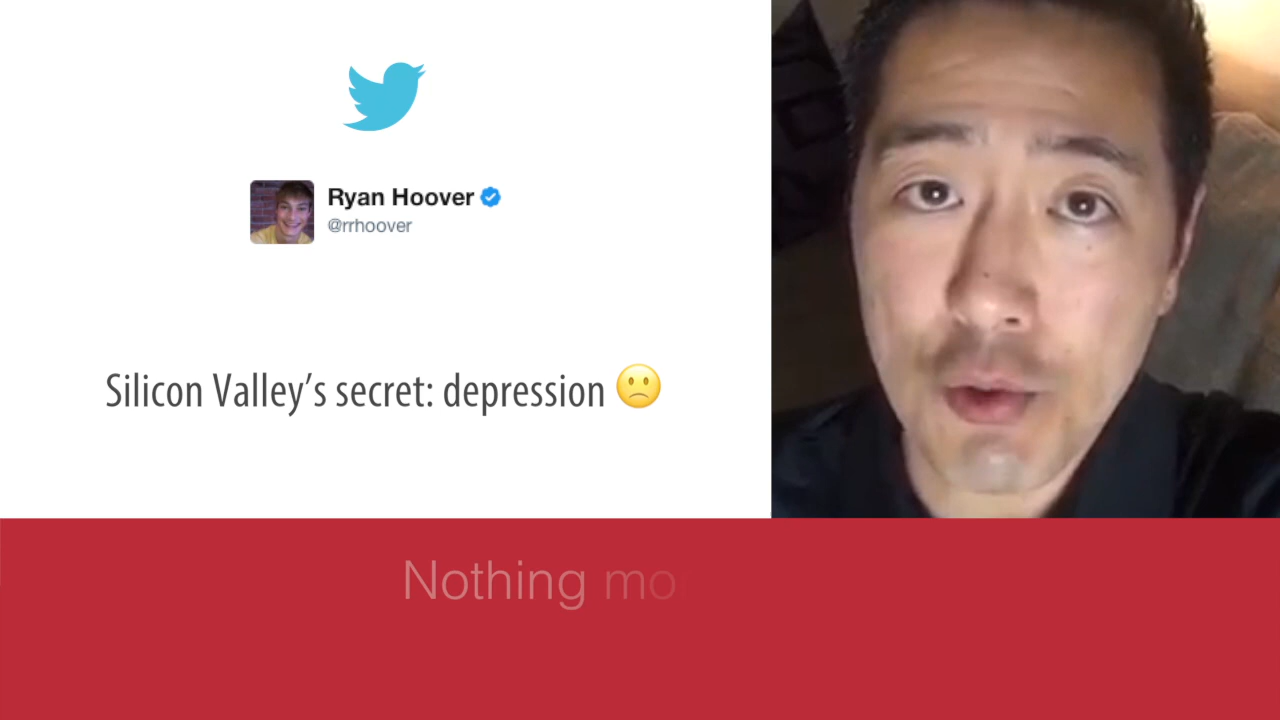 Ryan Hoover
@rrhoover
Silicon Valley’s secret: depression 🙁
Nothing mo